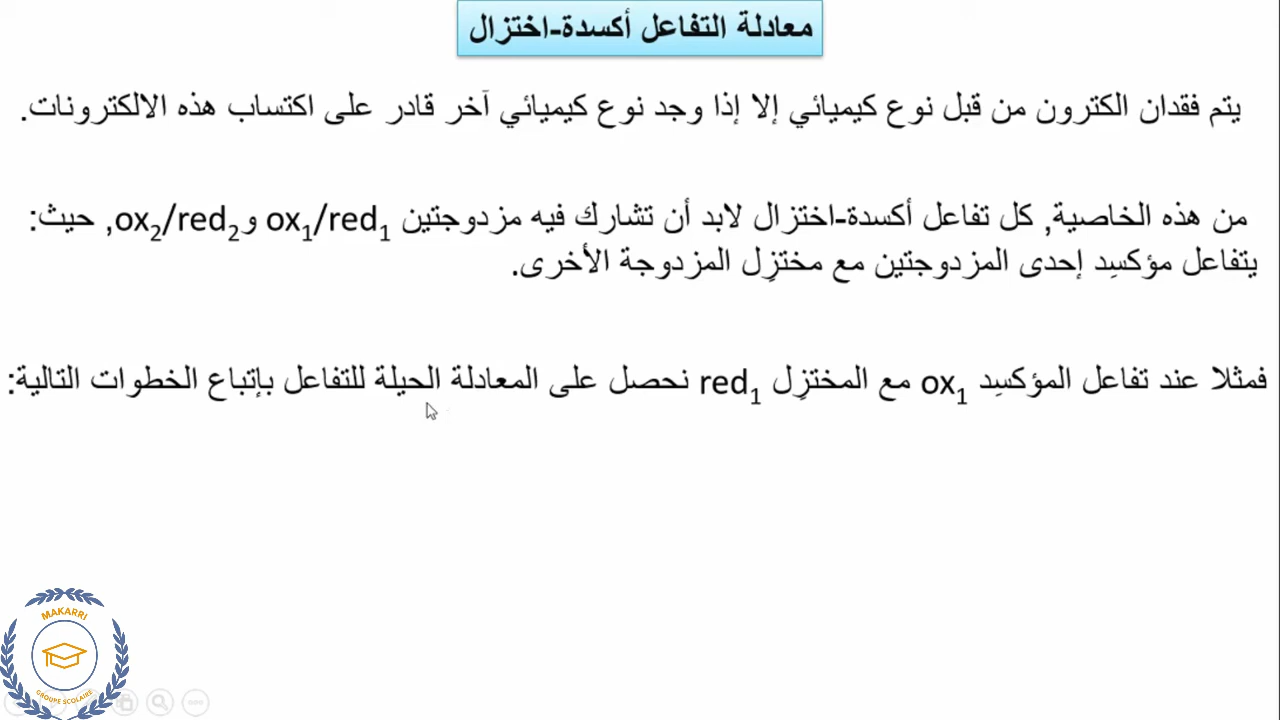 معادلة التفاعل أكسدة-اختزال
يتم فقدان الكترون من قبل نوع كيميائي إلا إذا وجد نوع كيميائي آخر قادر على اكتساب هذه الالكترونات.
من هذه الخاصية, كل تفاعل أكسدة-اختزال لابد أن تشارك فيه مزدوجتين ox₁/red₁ وox₂/red₂, حيث:
يتفاعل مؤكسِد إحدى المزدوجتين مع مختزِل المزدوجة الأخرى.
فمثلا عند تفاعل المؤكسِد ox₁ مع المختزِل red₁ نحصل على المعادلة الحيلة للتفاعل بإتباع الخطوات التالية:
MAKARRI
GROUPE SCOLAIRE